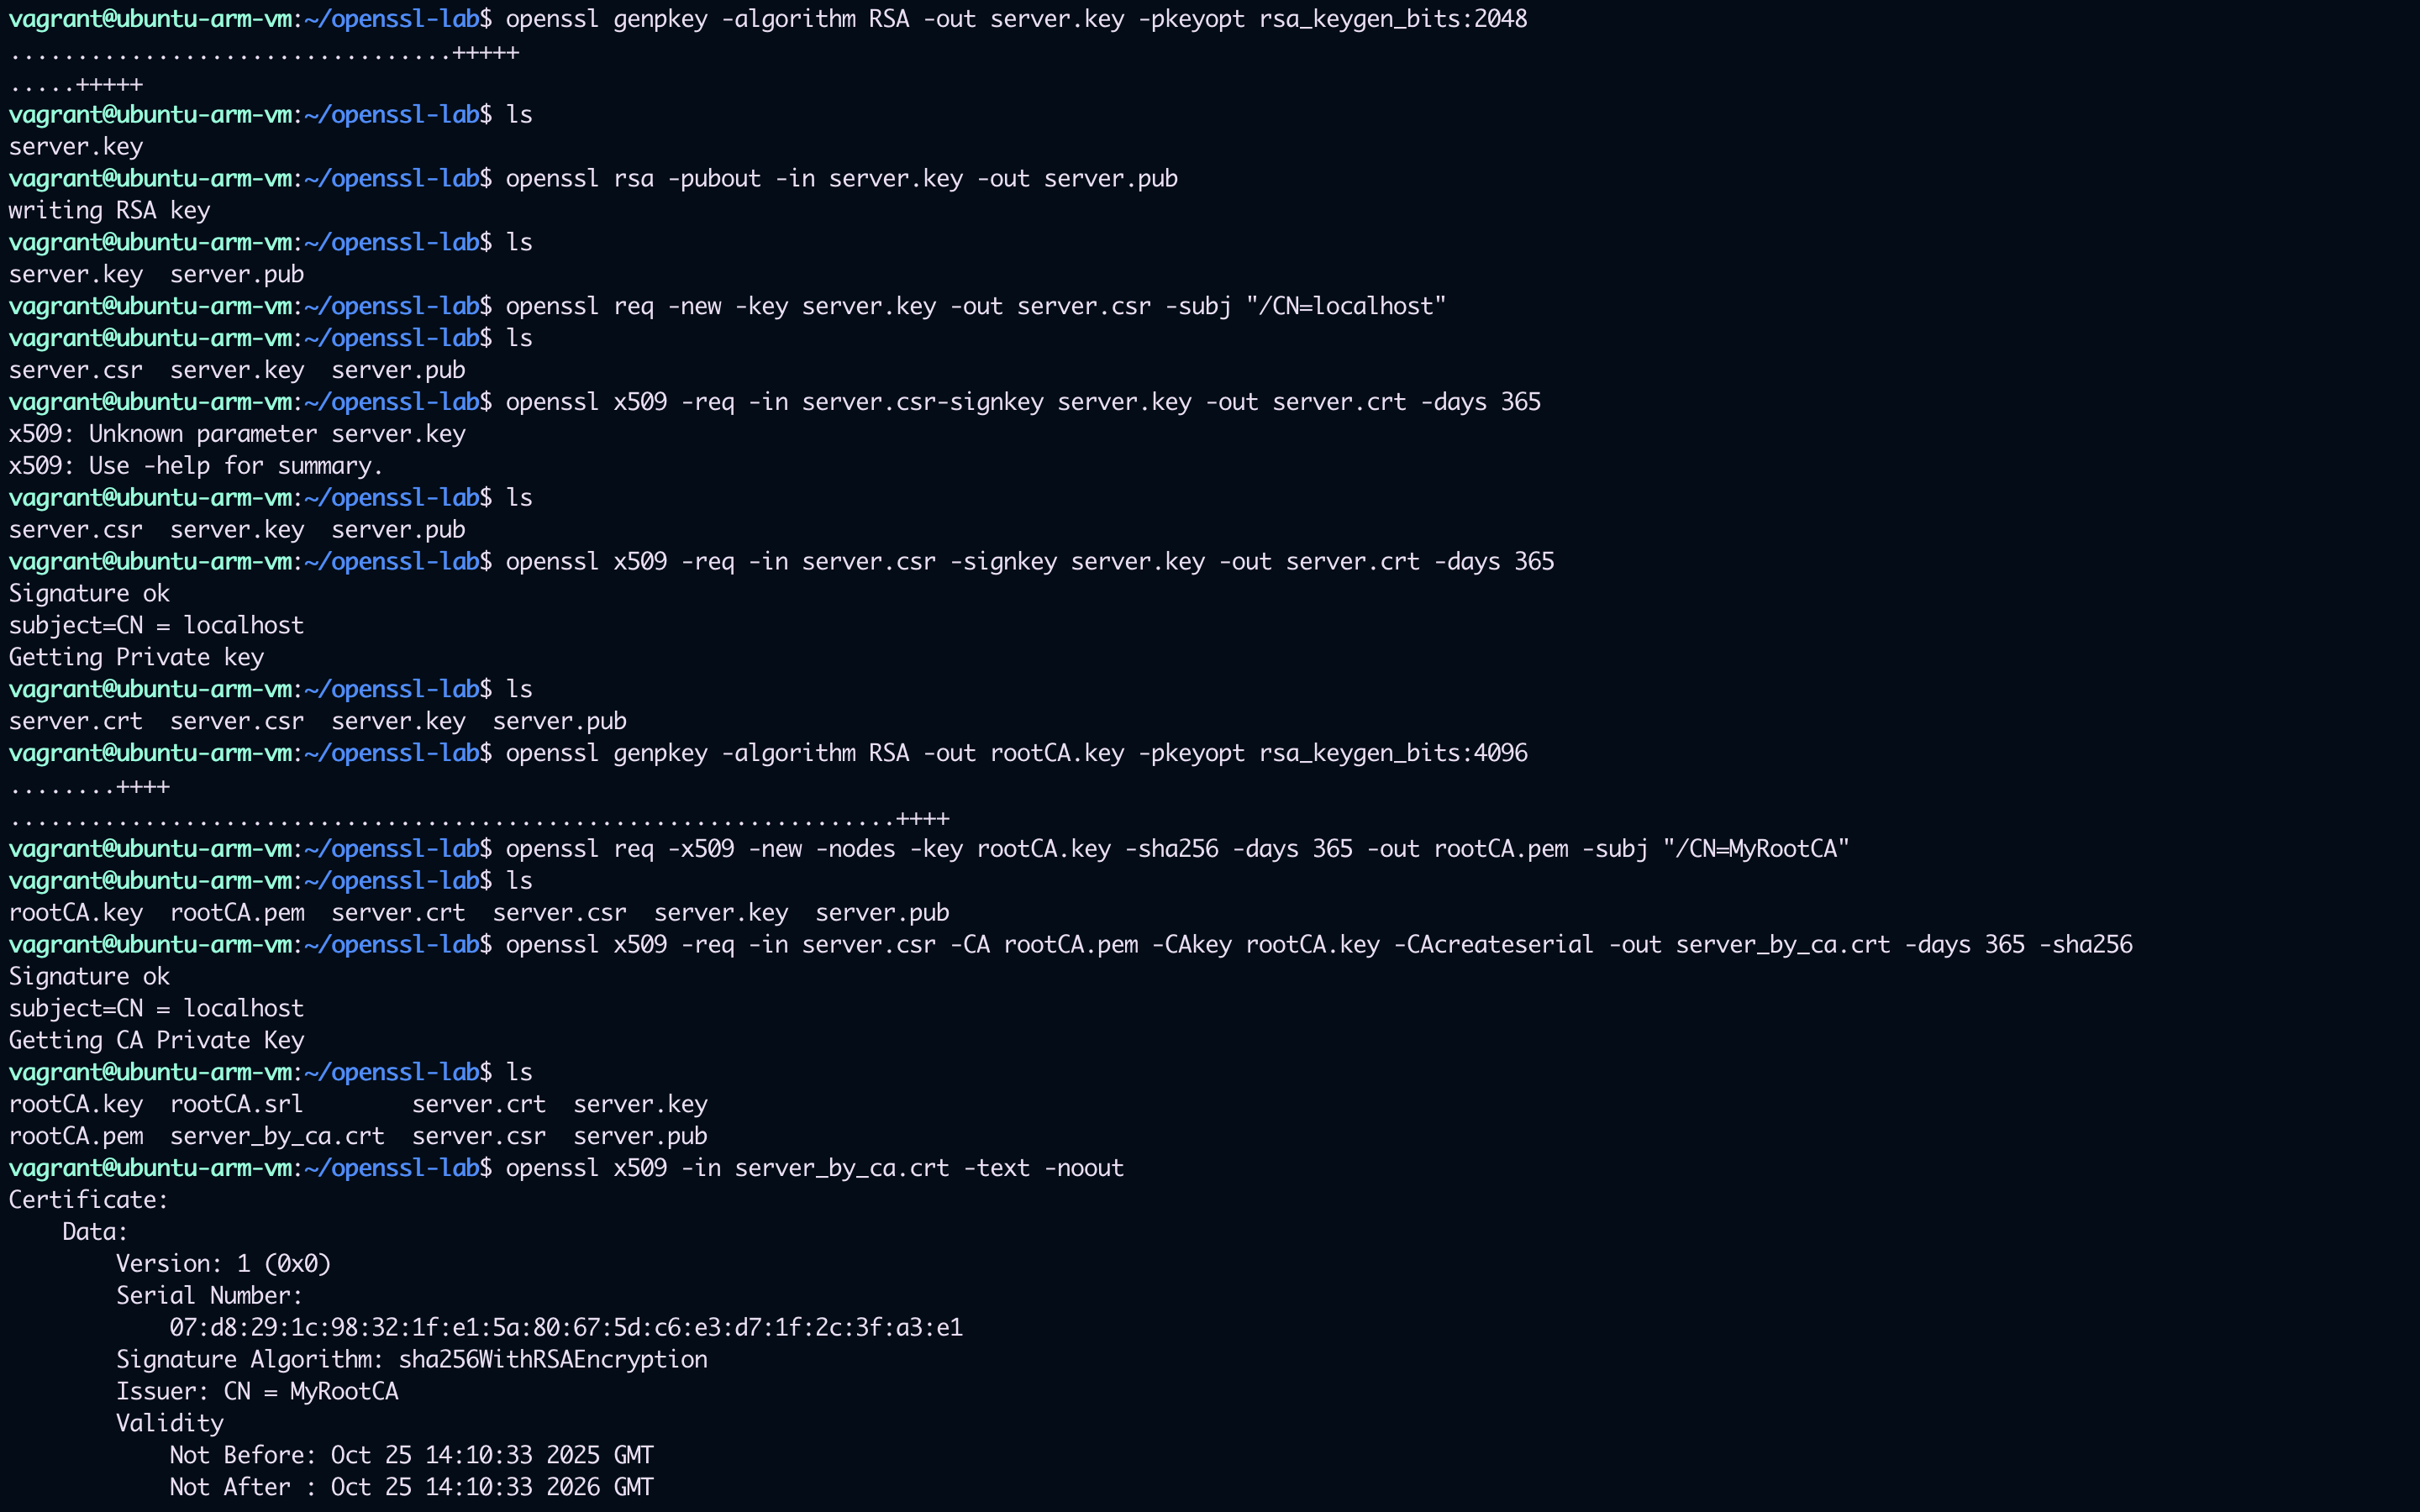 vagrant@ubuntu-arm-vm:~/openssl-lab$ openssl genpkey -algorithm RSA -out server.key -pkeyopt rsa_keygen_bits:2048
.................................+++++
.....+++++
vagrant@ubuntu-arm-vm:~/openssl-lab$ ls
server.key
vagrant@ubuntu-arm-vm:~/openssl-lab$ openssl rsa -pubout -in server.key -out server.pub
writing RSA key
vagrant@ubuntu-arm-vm:~/openssl-lab$ ls
server.key  server.pub
vagrant@ubuntu-arm-vm:~/openssl-lab$ openssl req -new -key server.key -out server.csr -subj "/CN=localhost"
vagrant@ubuntu-arm-vm:~/openssl-lab$ ls
server.csr  server.key  server.pub
vagrant@ubuntu-arm-vm:~/openssl-lab$ openssl x509 -req -in server.csr-signkey server.key -out server.crt -days 365
x509: Unknown parameter server.key
x509: Use -help for summary.
vagrant@ubuntu-arm-vm:~/openssl-lab$ ls
server.csr  server.key  server.pub
vagrant@ubuntu-arm-vm:~/openssl-lab$ openssl x509 -req -in server.csr -signkey server.key -out server.crt -days 365
Signature ok
subject=CN = localhost
Getting Private key
vagrant@ubuntu-arm-vm:~/openssl-lab$ ls
server.crt  server.csr  server.key  server.pub
vagrant@ubuntu-arm-vm:~/openssl-lab$ openssl genpkey -algorithm RSA -out rootCA.key -pkeyopt rsa_keygen_bits:4096
........++++
..................................................................++++
vagrant@ubuntu-arm-vm:~/openssl-lab$ openssl req -x509 -new -nodes -key rootCA.key -sha256 -days 365 -out rootCA.pem -subj "/CN=MyRootCA"
vagrant@ubuntu-arm-vm:~/openssl-lab$ ls
rootCA.key  rootCA.pem  server.crt  server.csr  server.key  server.pub
vagrant@ubuntu-arm-vm:~/openssl-lab$ openssl x509 -req -in server.csr -CA rootCA.pem -CAkey rootCA.key -CAcreateserial -out server_by_ca.crt -days 365 -sha256
Signature ok
subject=CN = localhost
Getting CA Private Key
vagrant@ubuntu-arm-vm:~/openssl-lab$ ls
rootCA.key  rootCA.srl        server.crt  server.key
rootCA.pem  server_by_ca.crt  server.csr  server.pub
vagrant@ubuntu-arm-vm:~/openssl-lab$ openssl x509 -in server_by_ca.crt -text -noout
Certificate:
    Data:
        Version: 1 (0x0)
        Serial Number:
            07:d8:29:1c:98:32:1f:e1:5a:80:67:5d:c6:e3:d7:1f:2c:3f:a3:e1
        Signature Algorithm: sha256WithRSAEncryption
        Issuer: CN = MyRootCA
        Validity
            Not Before: Oct 25 14:10:33 2025 GMT
            Not After : Oct 25 14:10:33 2026 GMT